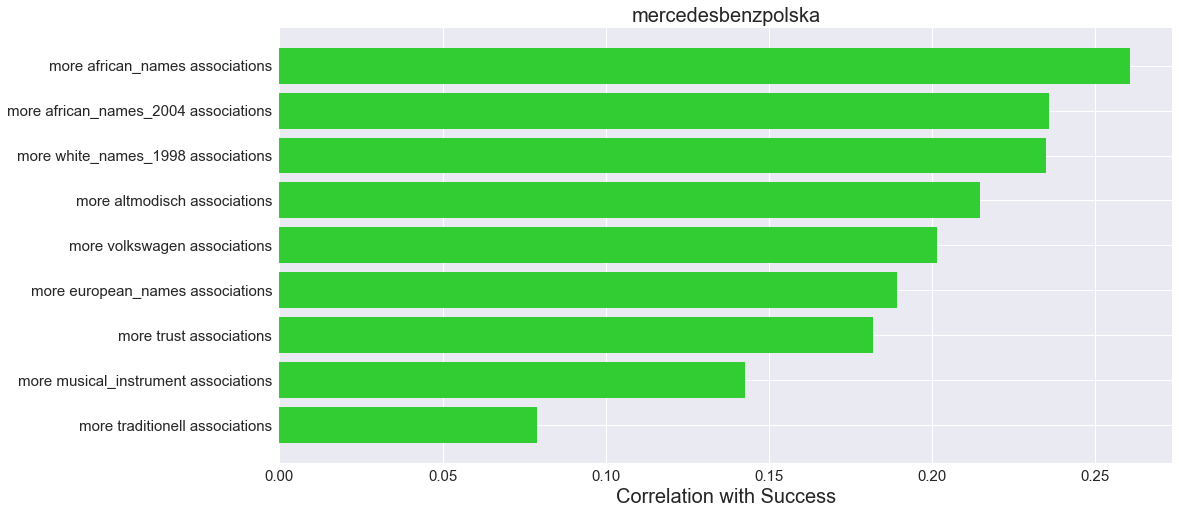 mercedesbenzpolska
more african_names associations
more african_names_2004 associations
more white_names_1998 associations
more altmodisch associations
more volkswagen associations
more european_names associations
more trust associations
more musical_instrument associations
more traditionell associations
0.00 0.05 0.10 0.15 0.20 0.25
Correlation with Success